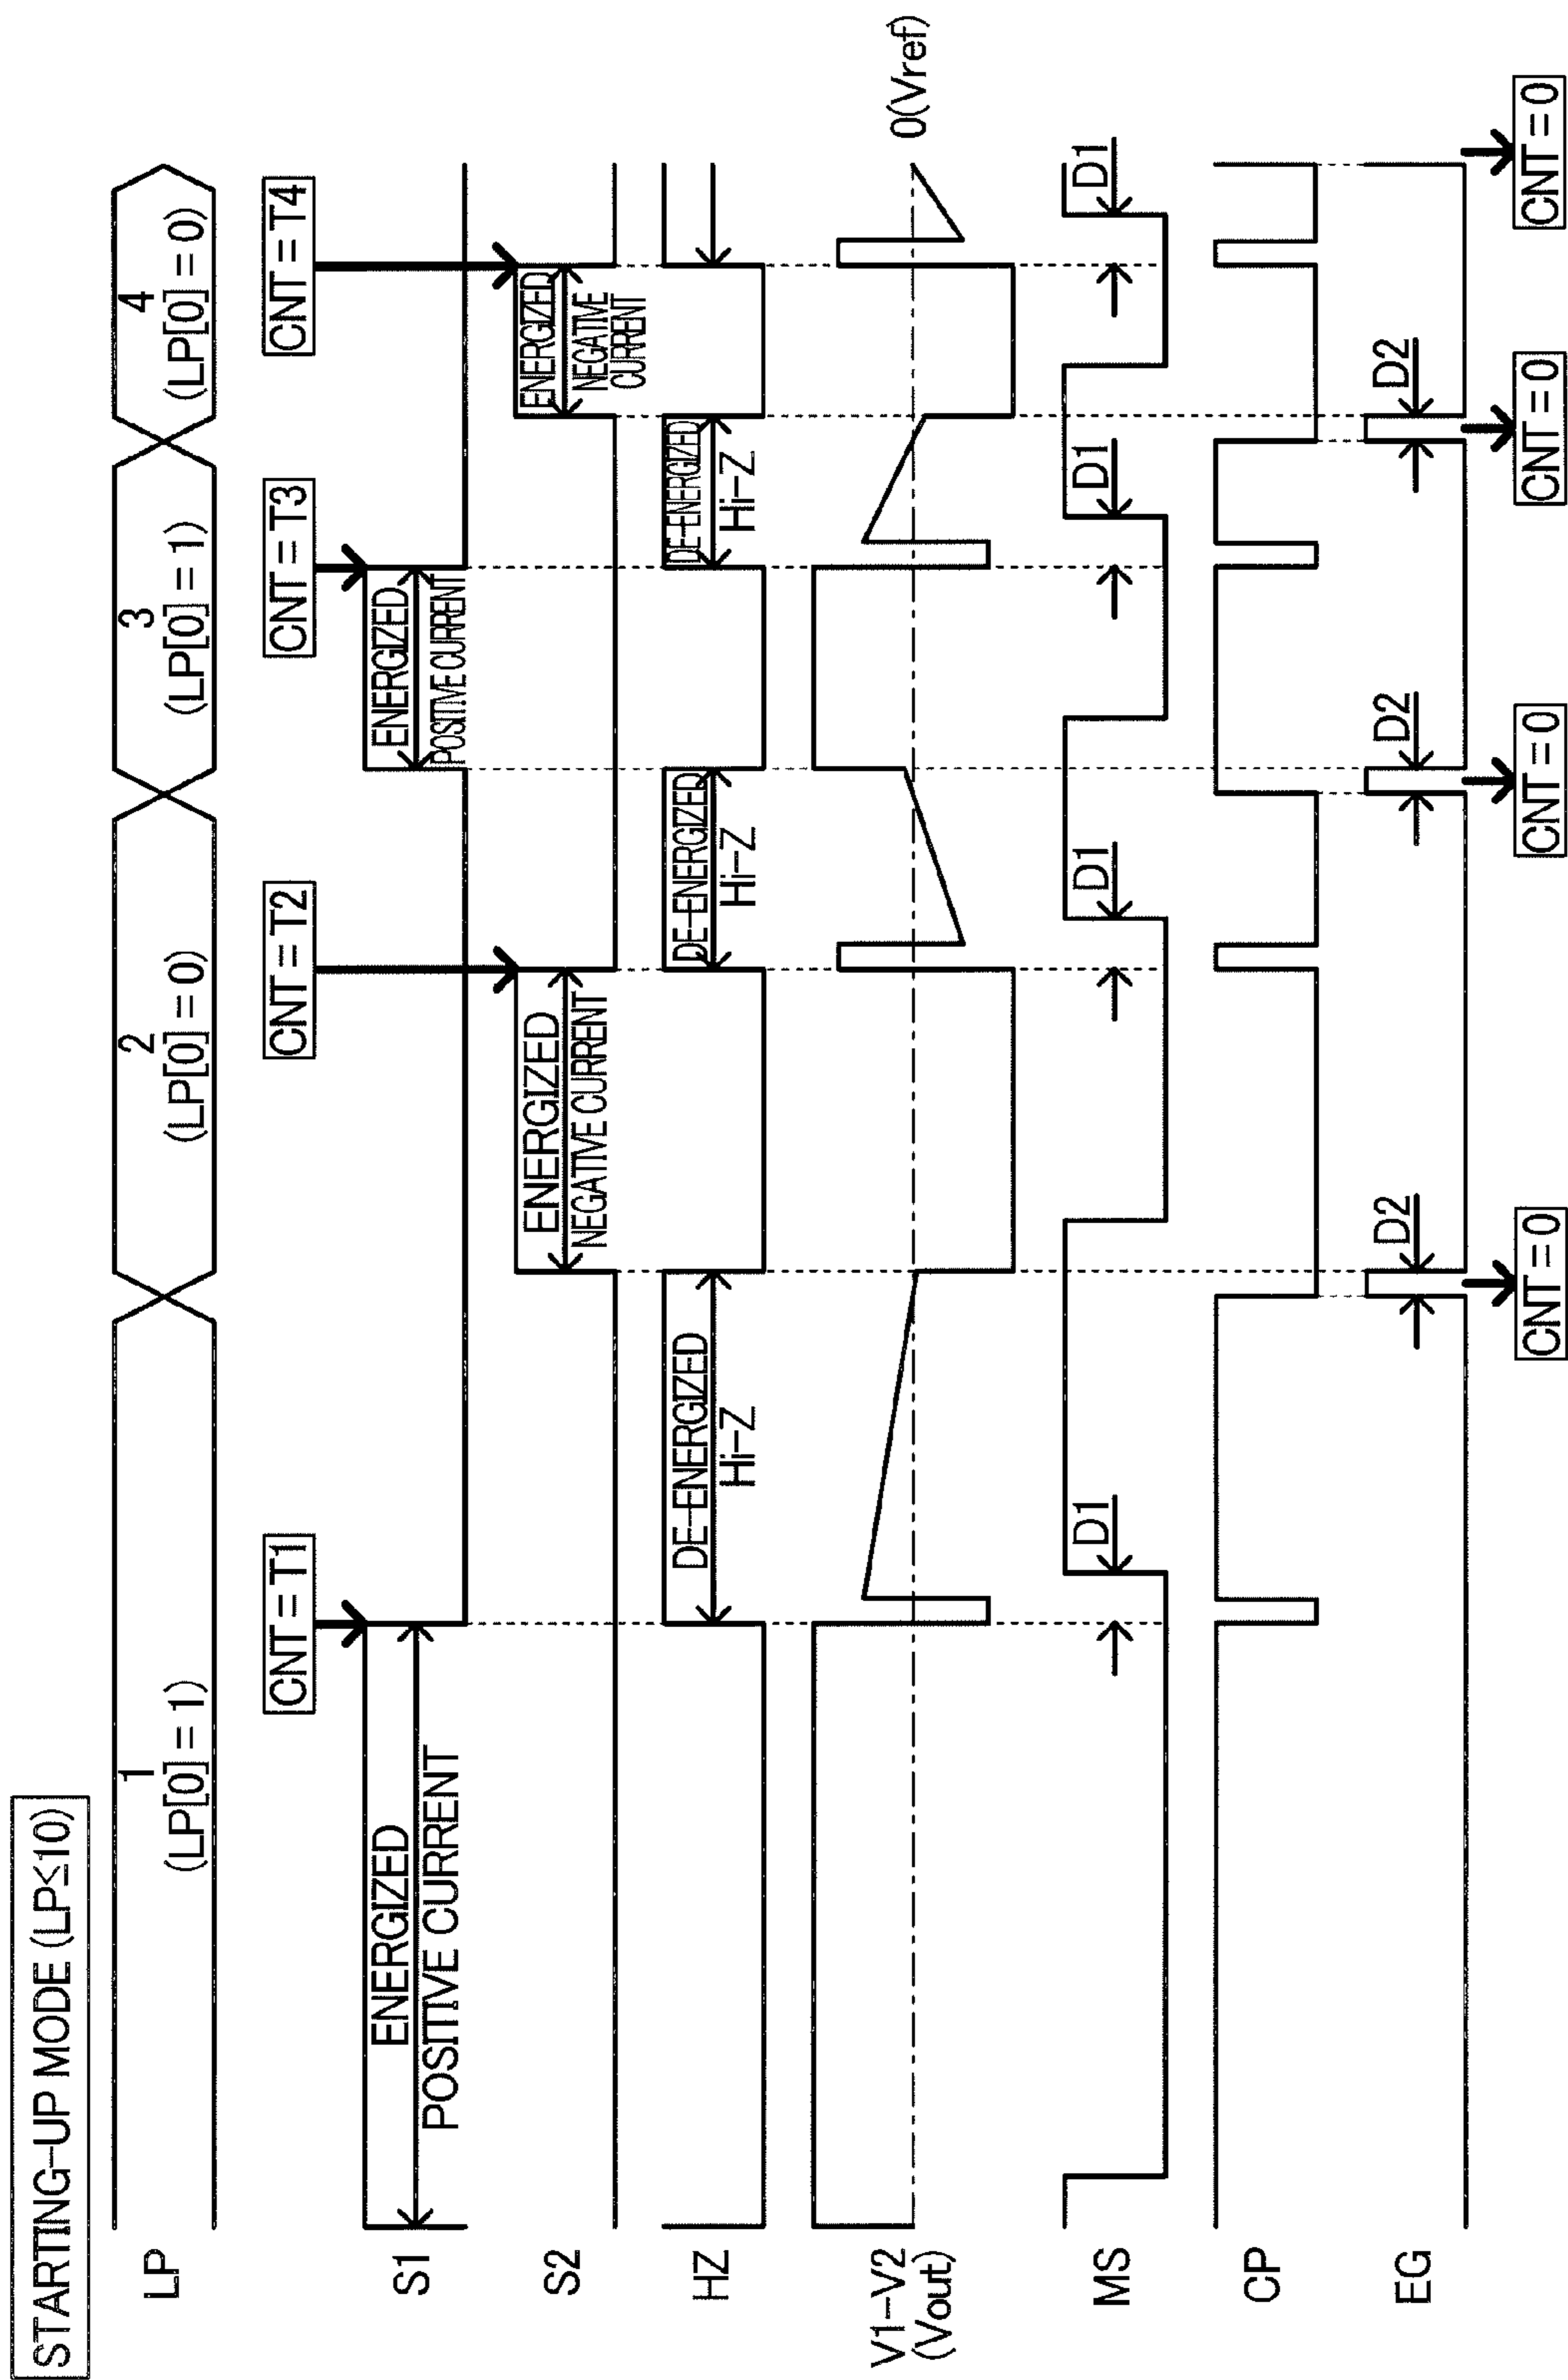 STARTING-UP MODE (LP≤10)
LP
1
(LP[0] = 1)
2
(LP[0] = 0)
3
(LP[0] = 1)
4
(LP[0] = 0)
CNT = T1
CNT = T2
CNT = T3
CNT = T4
S1
ENERGIZED
POSITIVE CURRENT
ENERGIZED
POSITIVE CURRENT
S2
ENERGIZED
NEGATIVE CURRENT
ENERGIZED
NEGATIVE
CURRENT
HZ
DE-ENERGIZED
Hi-Z
DE-ENERGIZED
Hi-Z
DE-ENERGIZED
Hi-Z
V1-V2
(Vout)
0(Vref)
MS
D1
D1
D1
D1
CP
EG
D2
D2
D2
CNT = 0
CNT = 0
CNT = 0
CNT = 0